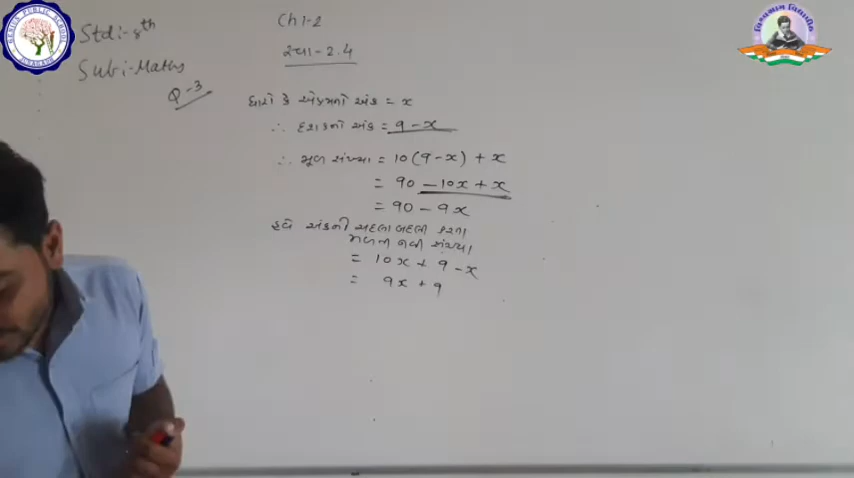 Std:-8th
Sub:-Maths
Ch:-2
સ્વા-2.4
Q-3
ધારો કે એકમનો અંક = x
∴ દશકનો અંક = 9-x
∴ મૂળ સંખ્યા = 10(9-x)+x
= 90-10x+x
= 90-9x
હવે અંકની અદલાબદલી કરતા
મળતી નવી સંખ્યા
= 10x + 9-x
= 9x + 9